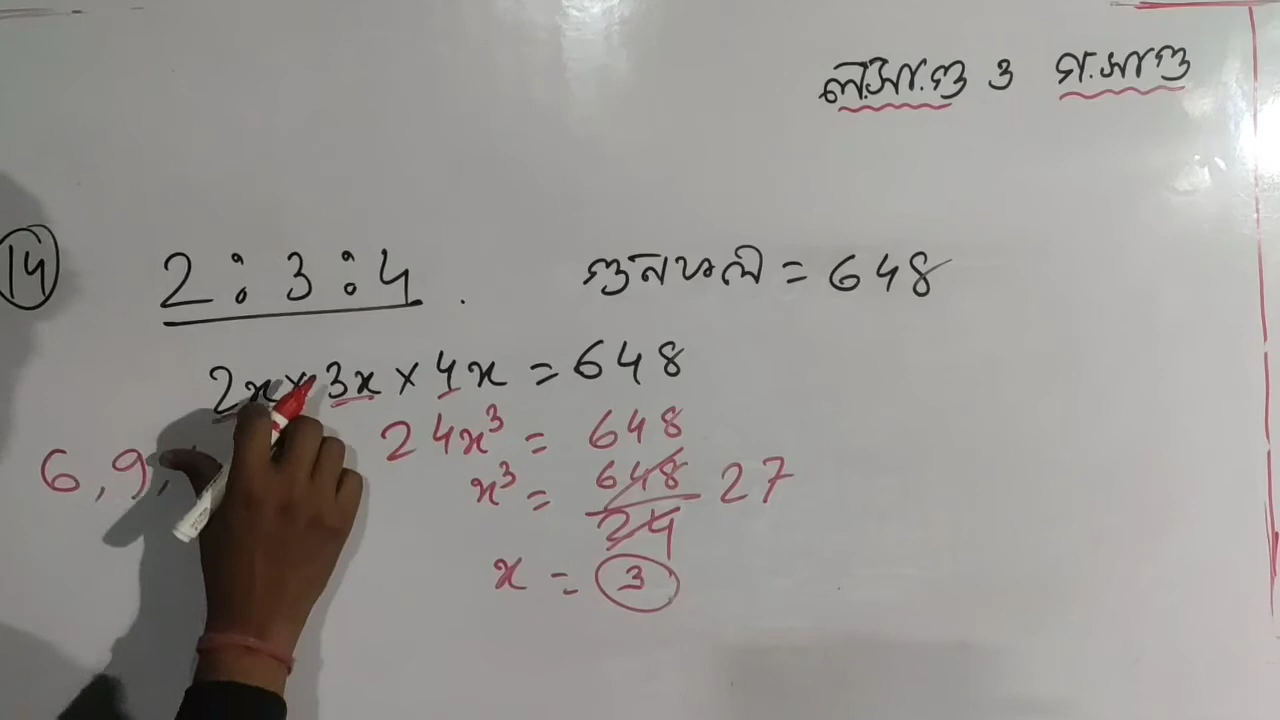 ল.সা.গু ও গ.সা.গু
14
2 : 3 : 4 .
গুনফল = 648
2x × 3x × 4x = 648
24x³ = 648
6, 9,
x³ = 648/24 27
x = 3